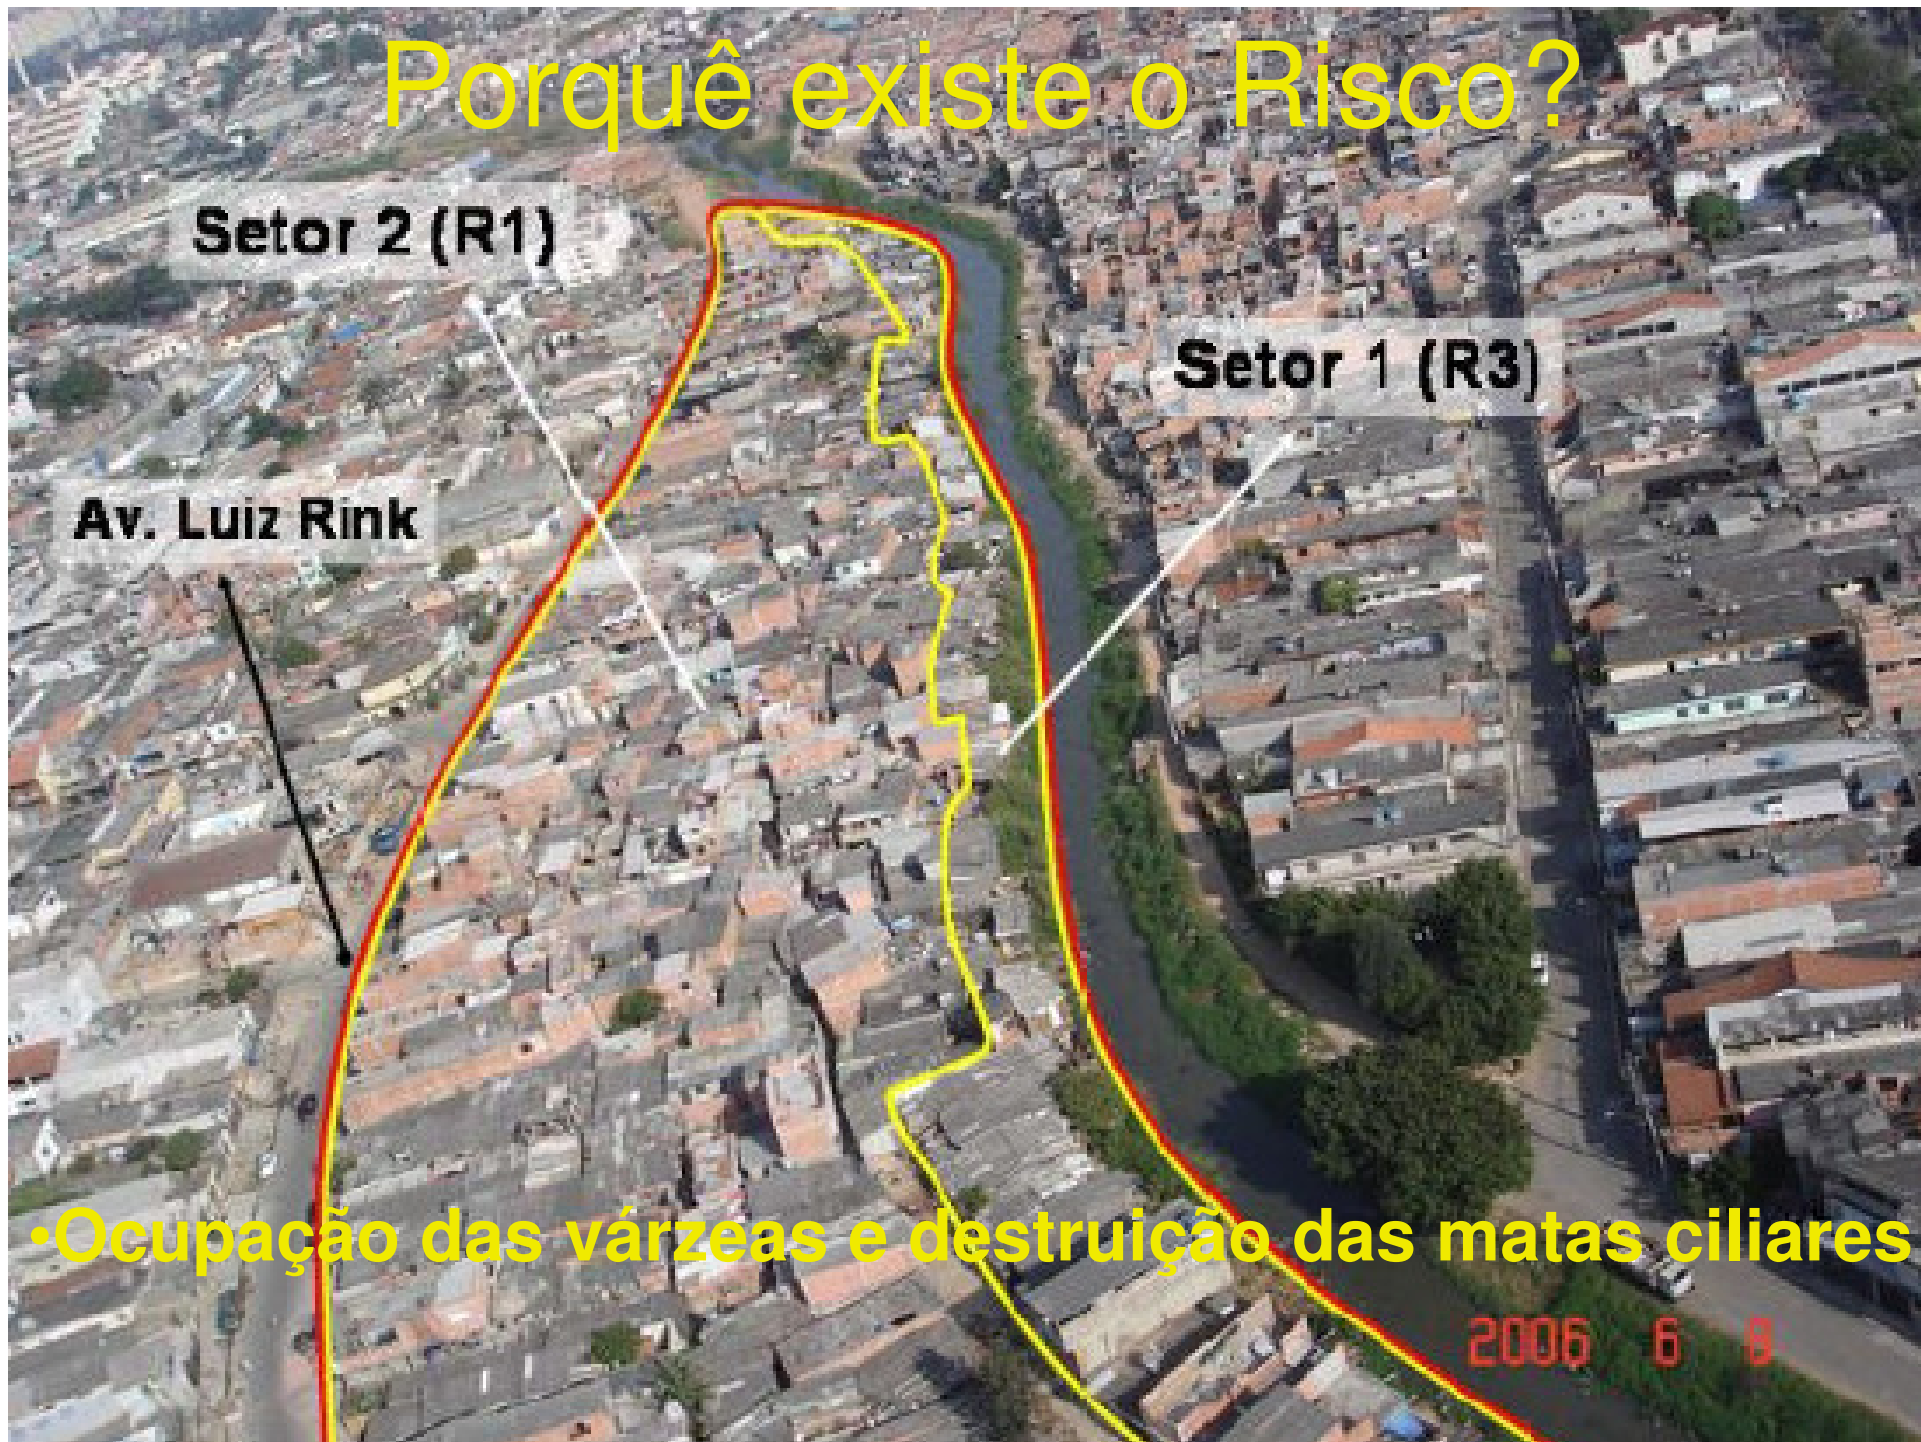 Porquê existe o Risco?
Setor 2 (R1)
Setor 1 (R3)
Av. Luiz Rink
•Ocupação das várzeas e destruição das matas ciliares
2006 6 8